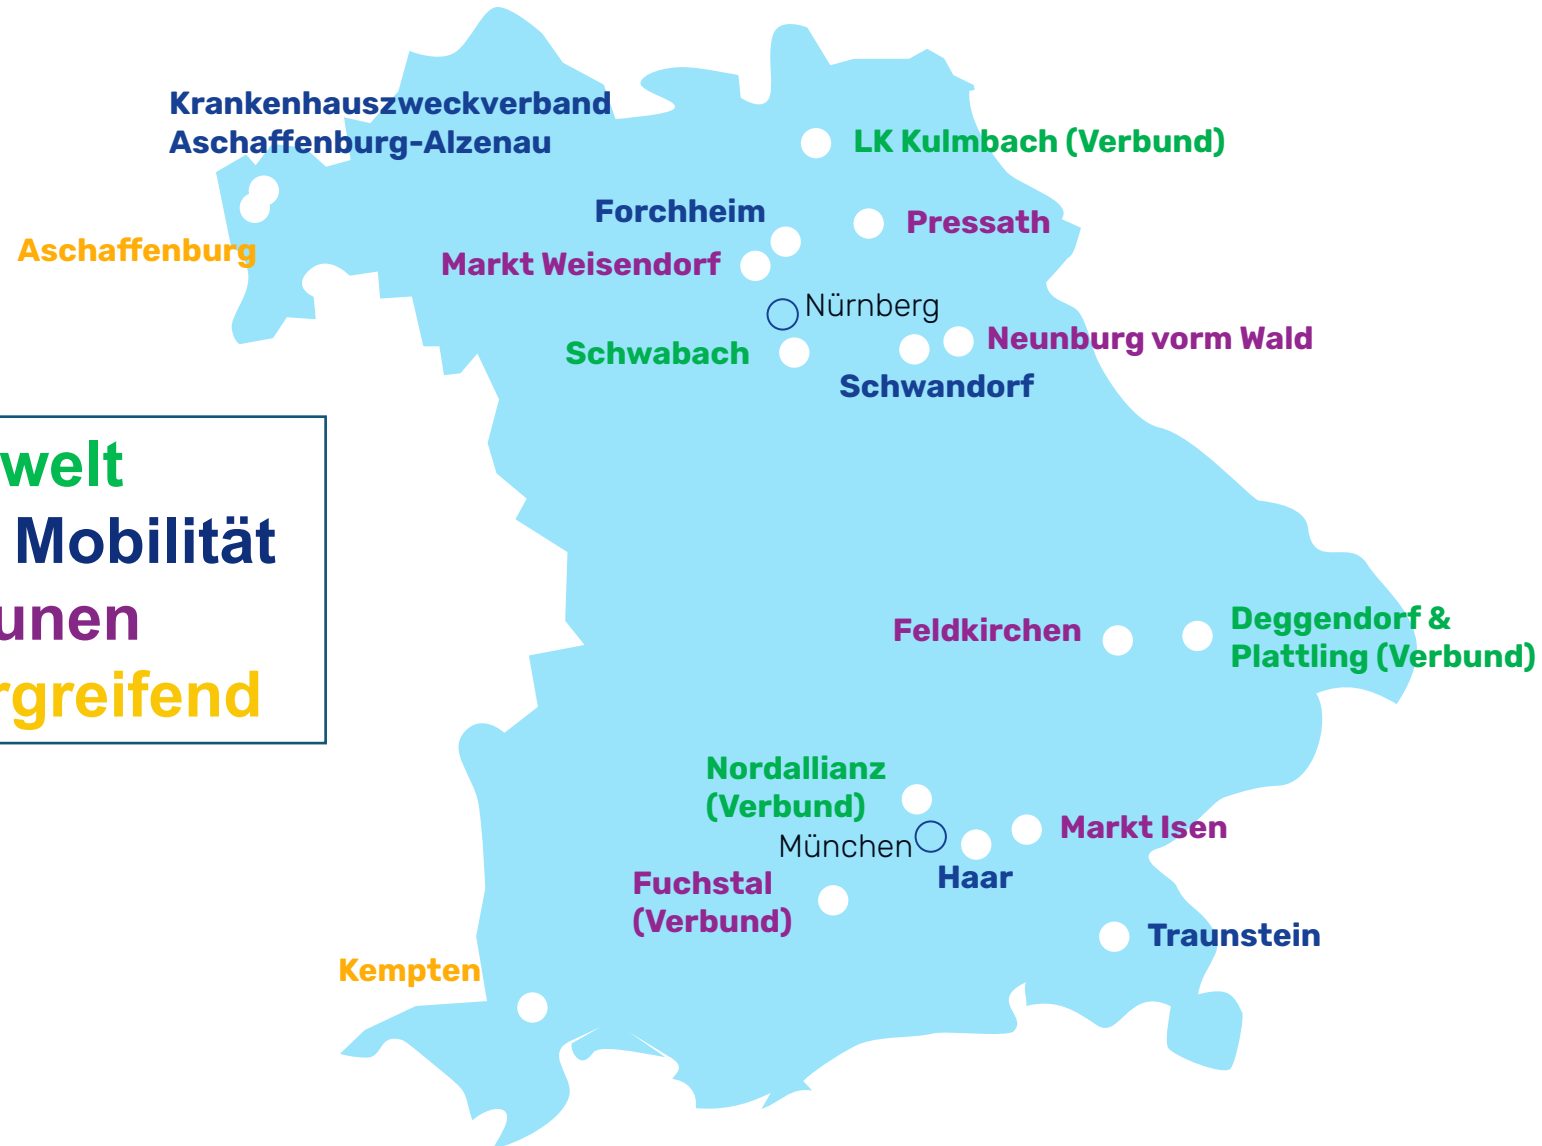 Krankenhauszweckverband
Aschaffenburg-Alzenau
LK Kulmbach (Verbund)
Forchheim
Pressath
Aschaffenburg
Markt Weisendorf
Nürnberg
Neunburg vorm Wald
Schwabach
Schwandorf
welt
Mobilität
unen
rgreifend
Feldkirchen
Deggendorf &
Plattling (Verbund)
Nordallianz
(Verbund)
München
Markt Isen
Haar
Fuchstal
(Verbund)
Traunstein
Kempten